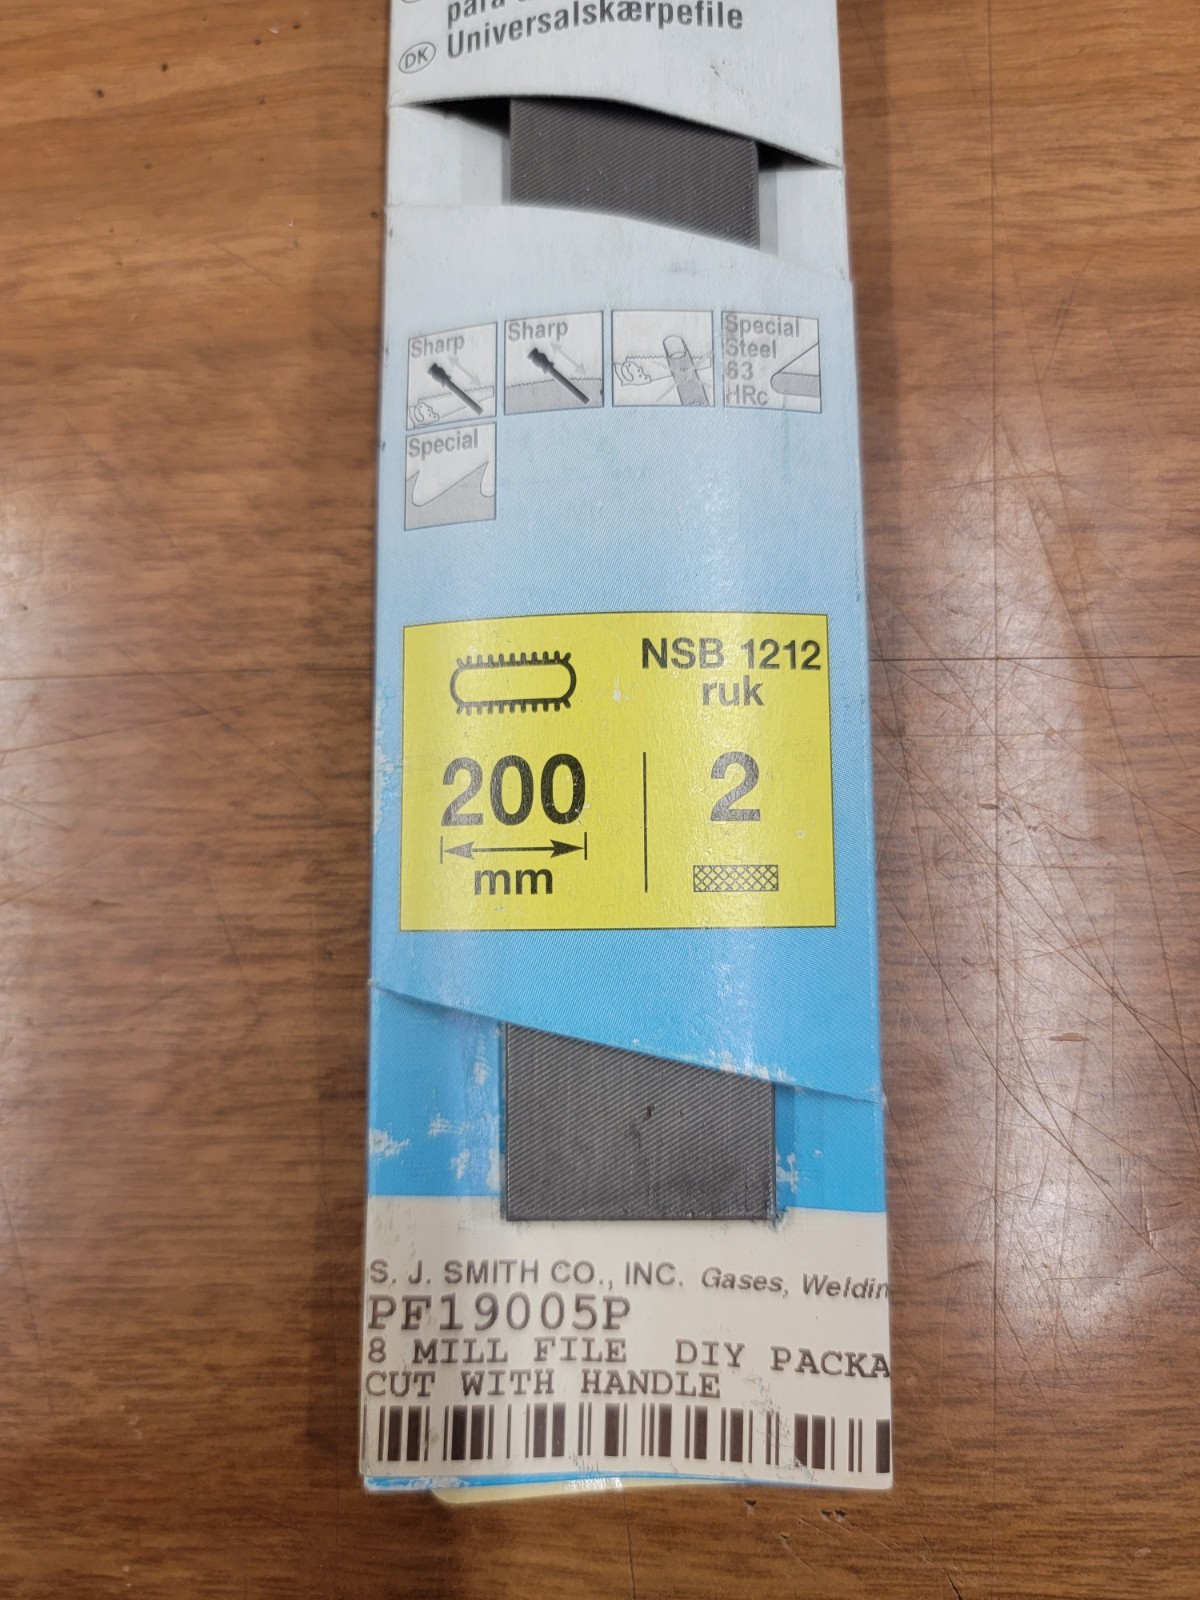 para
DK Universalskærpefile
Sharp
Sharp
Special
Steel
63
HRc
Special
NSB 1212
ruk
200
2
mm
S. J. SMITH CO., INC. Gases, Weldin
PF19005P
8 MILL FILE DIY PACKA
CUT WITH HANDLE